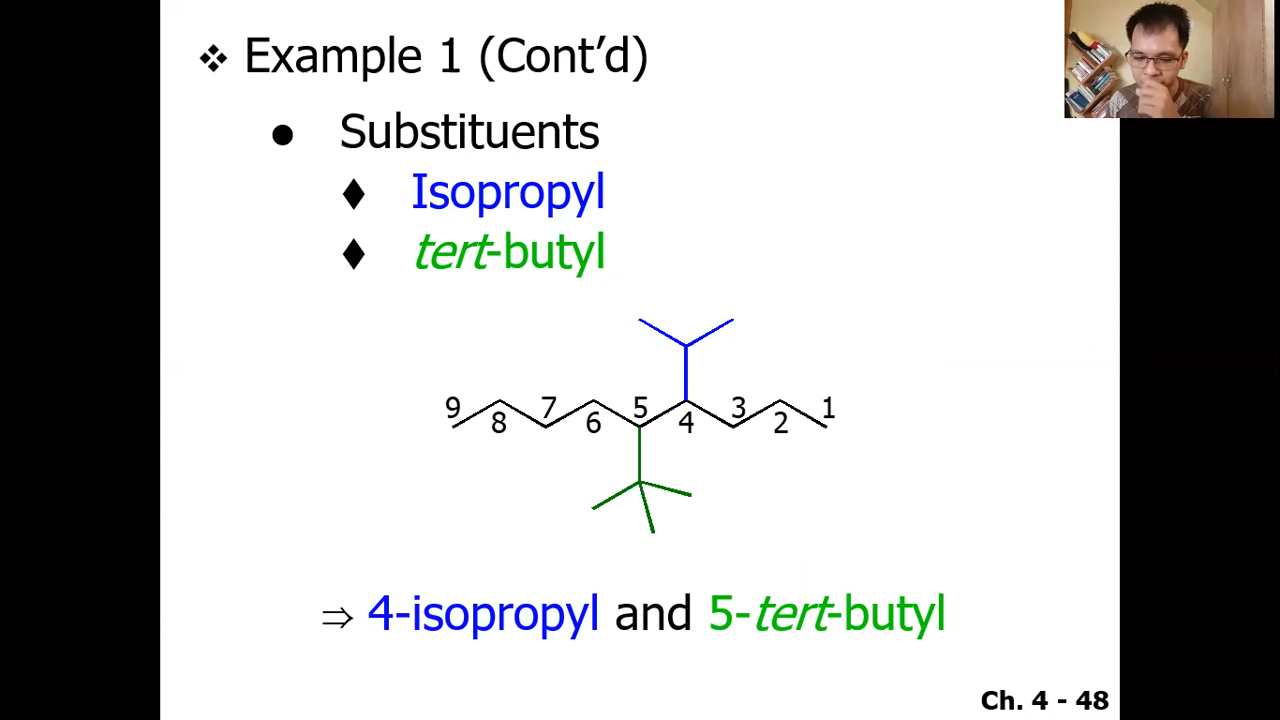 ❖ Example 1 (Cont’d)
● Substituents
♦ Isopropyl
♦ tert-butyl
9 8 7 6 5 4 3 2 1
⇒ 4-isopropyl and 5-tert-butyl
Ch. 4 - 48